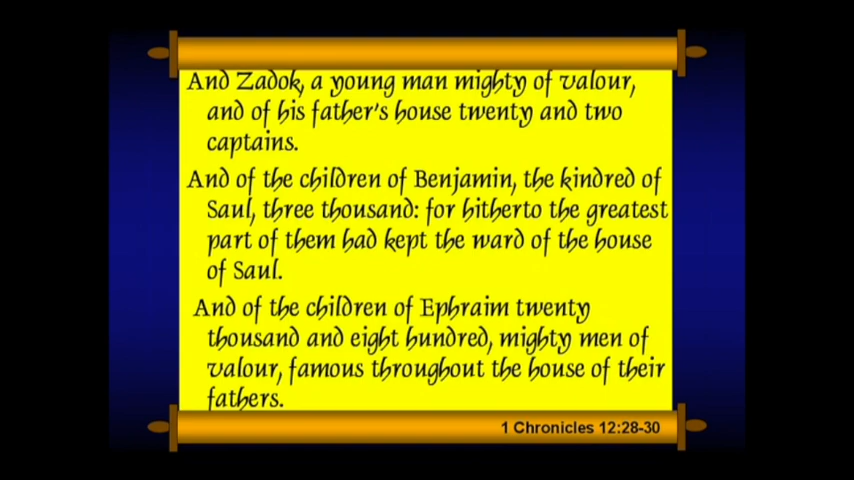 And Zadok, a young man mighty of valour,
and of his father's house twenty and two
captains.
And of the children of Benjamin, the kindred of
Saul, three thousand: for hitherto the greatest
part of them had kept the ward of the house
of Saul.
And of the children of Ephraim twenty
thousand and eight hundred, mighty men of
valour, famous throughout the house of their
fathers.
1 Chronicles 12:28-30